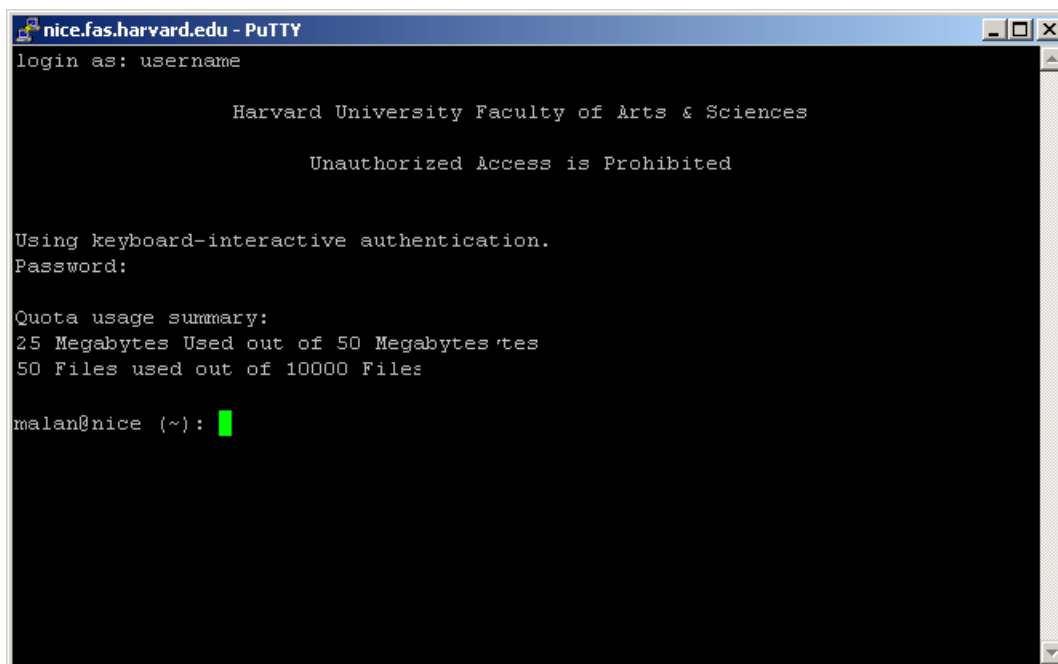 nice.fas.harvard.edu - PuTTY
login as: username
Harvard University Faculty of Arts & Sciences
Unauthorized Access is Prohibited
Using keyboard-interactive authentication.
Password:
Quota usage summary:
25 Megabytes Used out of 50 Megabytes tes
50 Files used out of 10000 Files
malan@nice (~):